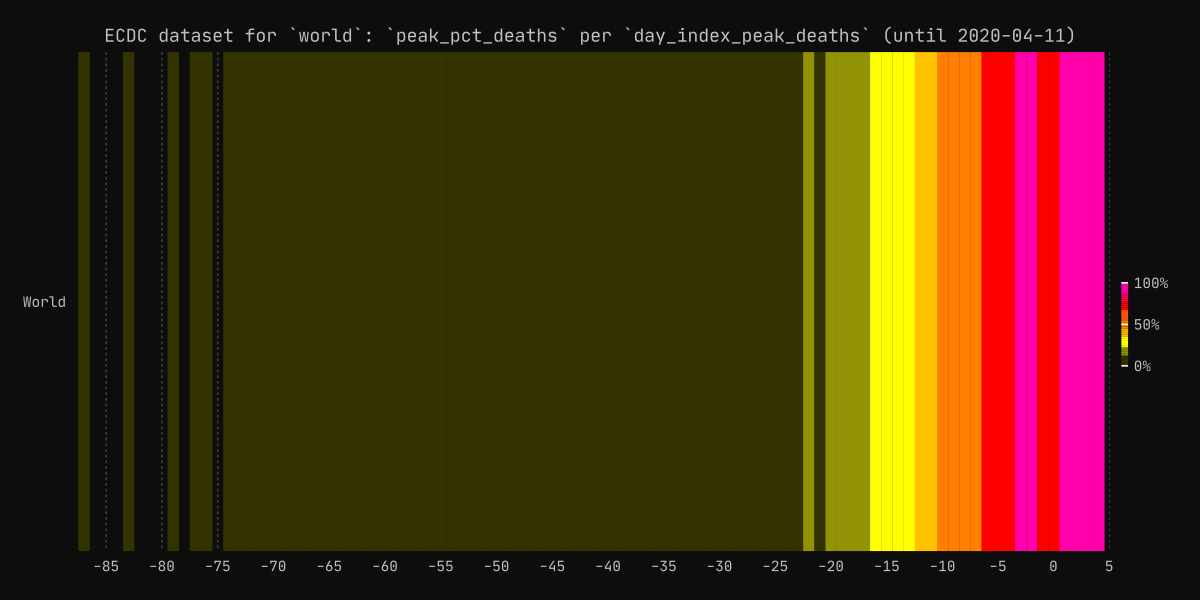 ECDC dataset for `world`: `peak_pct_deaths` per `day_index_peak_deaths` (until 2020-04-11)
World
100%
50%
0%
-85 -80 -75 -70 -65 -60 -55 -50 -45 -40 -35 -30 -25 -20 -15 -10 -5 0 5